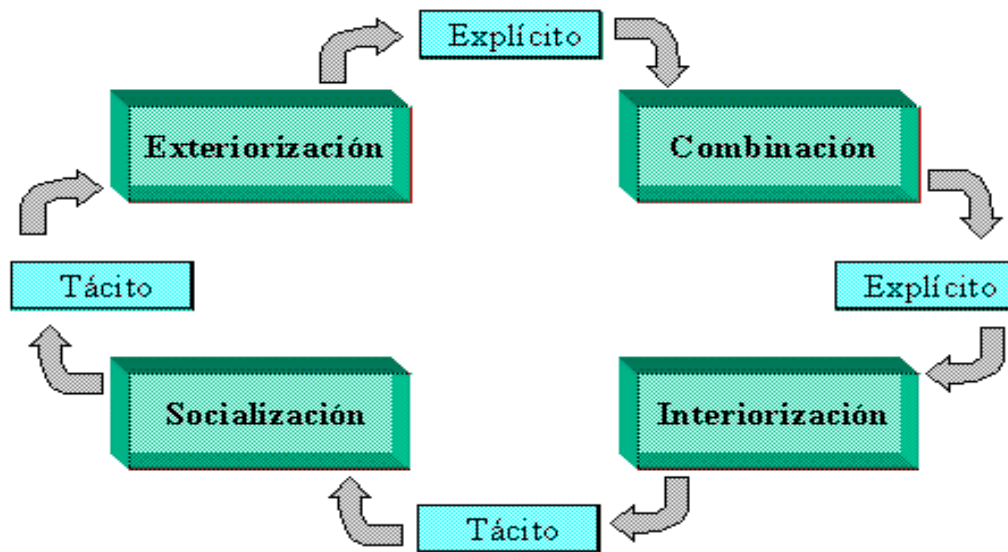 Explícito
Exteriorización
Combinación
Tácito
Explícito
Socialización
Interiorización
Tácito